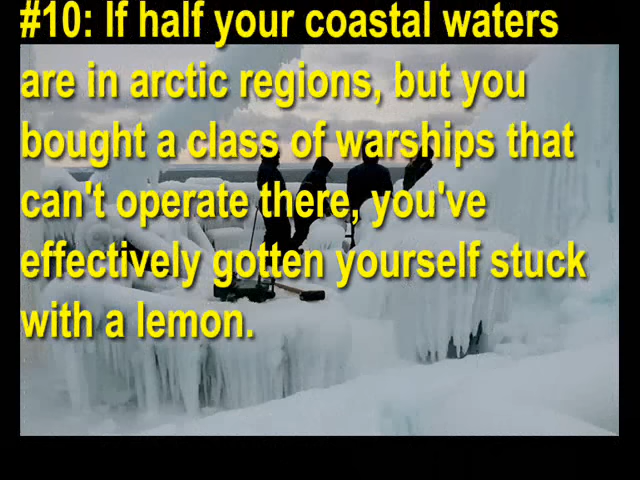 #10: If half your coastal waters
are in arctic regions, but you
bought a class of warships that
can't operate there, you've
effectively gotten yourself stuck
with a lemon.